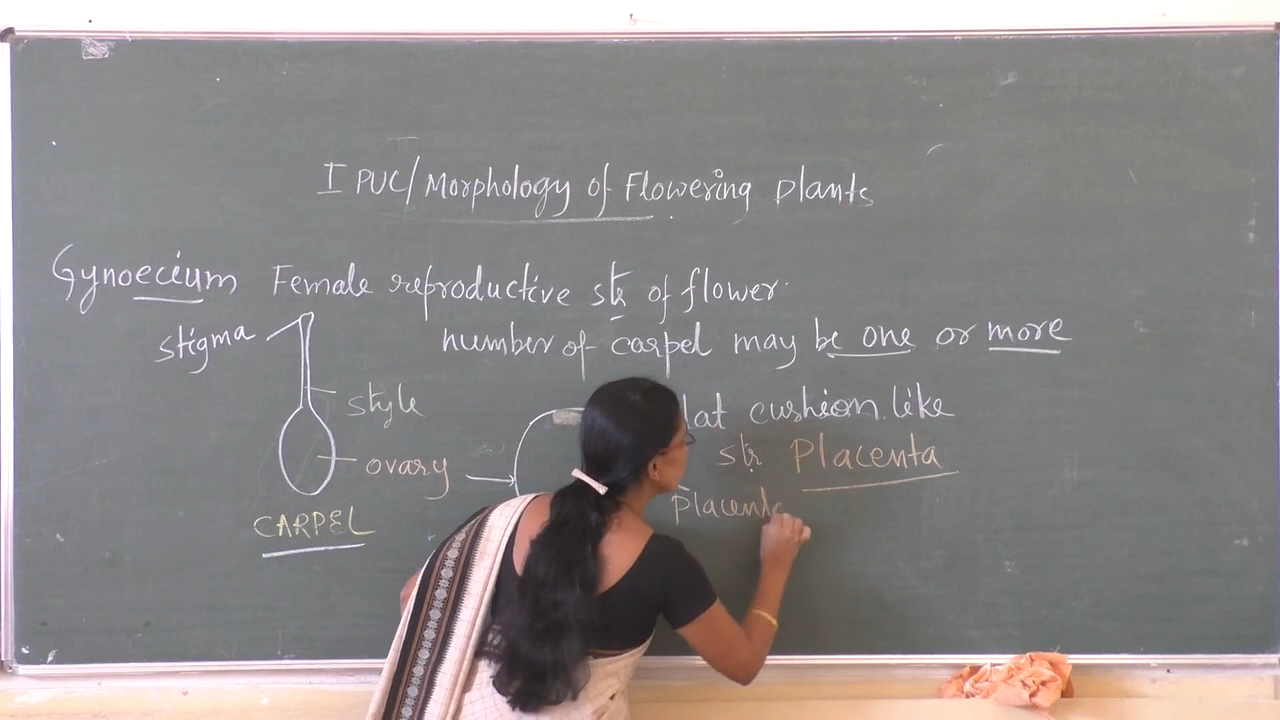 I PUC/Morphology of Flowering Plants
Gynoecium Female reproductive str of flower.
stigma
number of carpel may be one or more
style
lat cushion like
str Placenta
ovary
Placenta
CARPEL